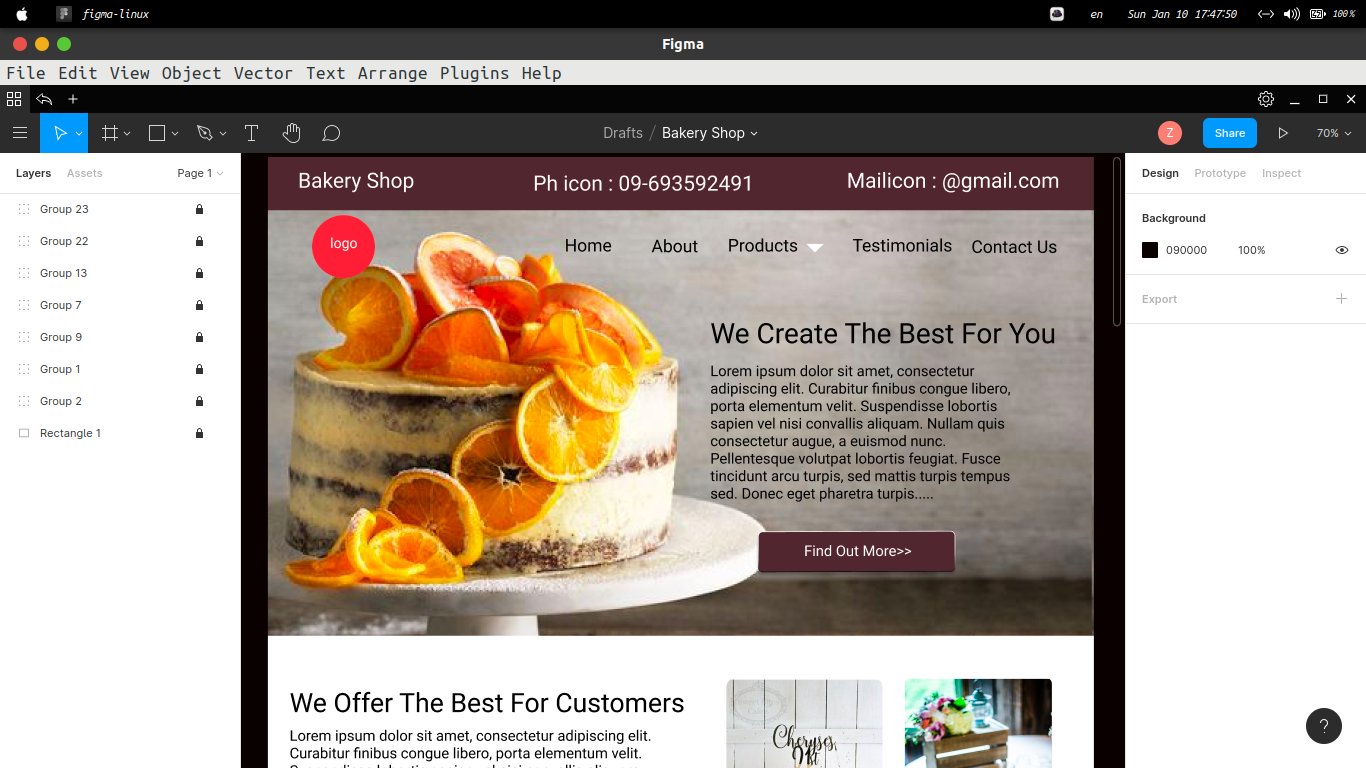 figma-linux
en
Sun Jan 10 17:47:50
100%
Figma
File Edit View Object Vector Text Arrange Plugins Help
Drafts / Bakery Shop
Z
Share
70%
Layers Assets Page 1
Group 23
Group 22
Group 13
Group 7
Group 9
Group 1
Group 2
Rectangle 1
Bakery Shop
Ph icon : 09-693592491
Mailicon : @gmail.com
logo
Home About Products Testimonials Contact Us
We Create The Best For You
Lorem ipsum dolor sit amet, consectetur
adipiscing elit. Curabitur finibus congue libero,
porta elementum velit. Suspendisse lobortis
sapien vel nisi convallis aliquam. Nullam quis
consectetur augue, a euismod nunc.
Pellentesque volutpat lobortis feugiat. Fusce
tincidunt arcu turpis, sed mattis turpis tempus
sed. Donec eget pharetra turpis.....
Find Out More>>
We Offer The Best For Customers
Lorem ipsum dolor sit amet, consectetur adipiscing elit.
Curabitur finibus congue libero, porta elementum velit.
Design Prototype Inspect
Background
090000 100%
Export
?